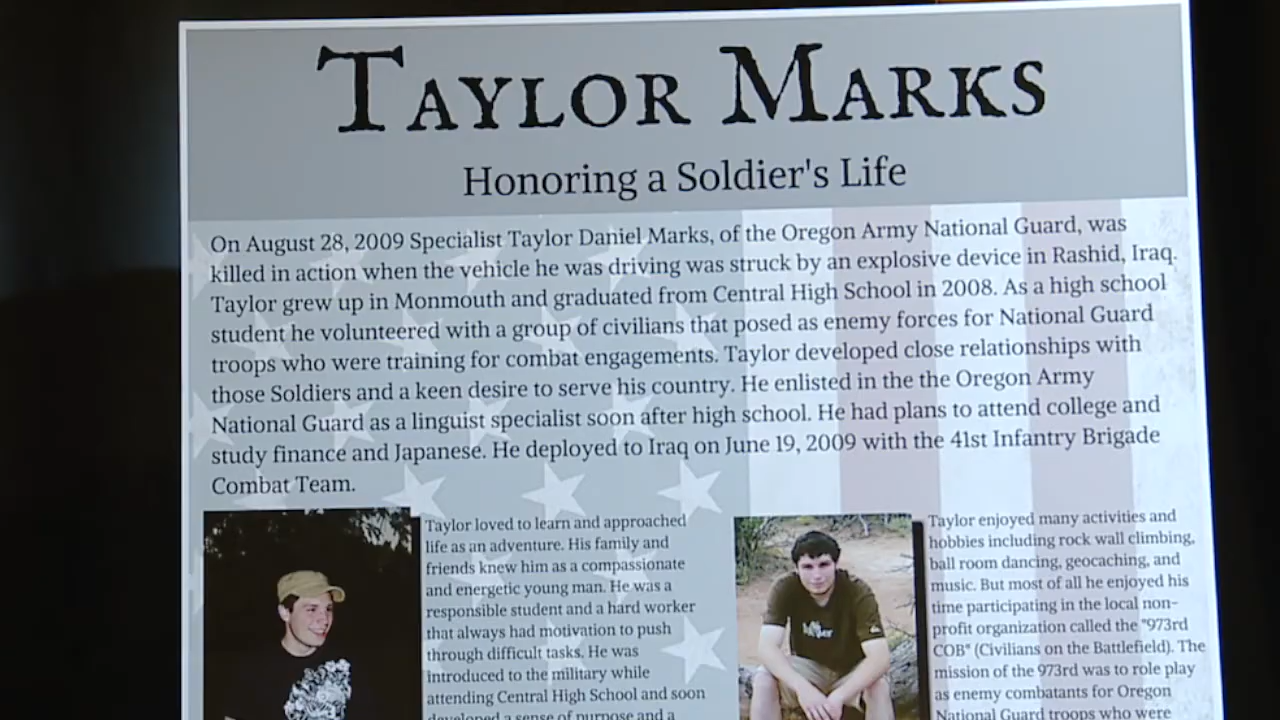 TAYLOR MARKS
Honoring a Soldier's Life
On August 28, 2009 Specialist Taylor Daniel Marks, of the Oregon Army National Guard, was
killed in action when the vehicle he was driving was struck by an explosive device in Rashid, Iraq.
Taylor grew up in Monmouth and graduated from Central High School in 2008. As a high school
student he volunteered with a group of civilians that posed as enemy forces for National Guard
troops who were training for combat engagements. Taylor developed close relationships with
those Soldiers and a keen desire to serve his country. He enlisted in the the Oregon Army
National Guard as a linguist specialist soon after high school. He had plans to attend college and
study finance and Japanese. He deployed to Iraq on June 19, 2009 with the 41st Infantry Brigade
Combat Team.
Taylor loved to learn and approached
life as an adventure. His family and
friends knew him as a compassionate
and energetic young man. He was a
responsible student and a hard worker
that always had motivation to push
through difficult tasks. He was
introduced to the military while
attending Central High School and soon
developed a sense of purpose and a
Taylor enjoyed many activities and
hobbies including rock wall climbing,
ball room dancing, geocaching, and
music. But most of all he enjoyed his
time participating in the local non-
profit organization called the "973rd
COB" (Civilians on the Battlefield). The
mission of the 973rd was to role play
as enemy combatants for Oregon
National Guard troops who were